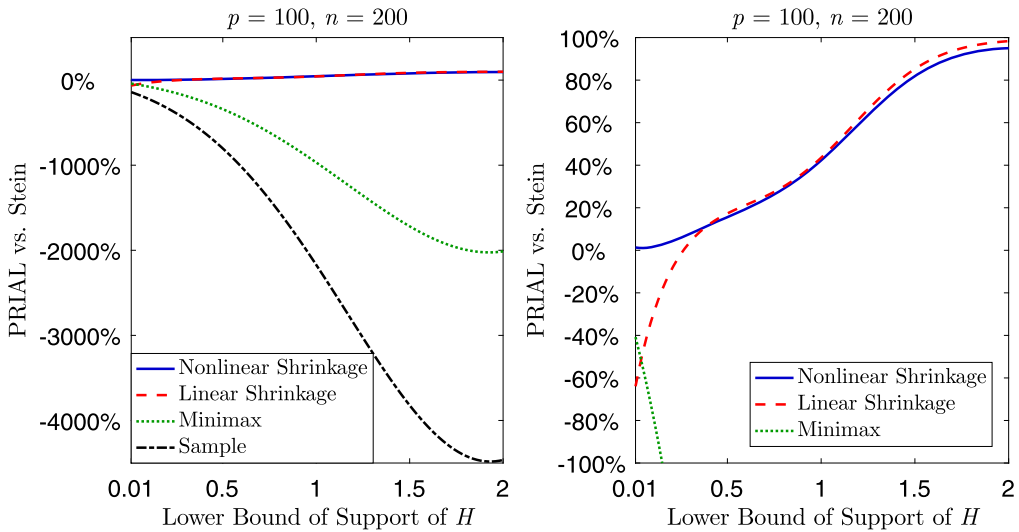 p = 100, n = 200
PRIAL vs. Stein
0%
-1000%
-2000%
-3000%
-4000%
Nonlinear Shrinkage
Linear Shrinkage
Minimax
Sample
0.01
1
1.5
2
Lower Bound of Support of H
p = 100, n = 200
PRIAL vs. Stein
100%
80%
60%
40%
20%
0%
-20%
-40%
-60%
-80%
-100%
Nonlinear Shrinkage
Linear Shrinkage
Minimax
0.01
0.5
1
1.5
2
Lower Bound of Support of H